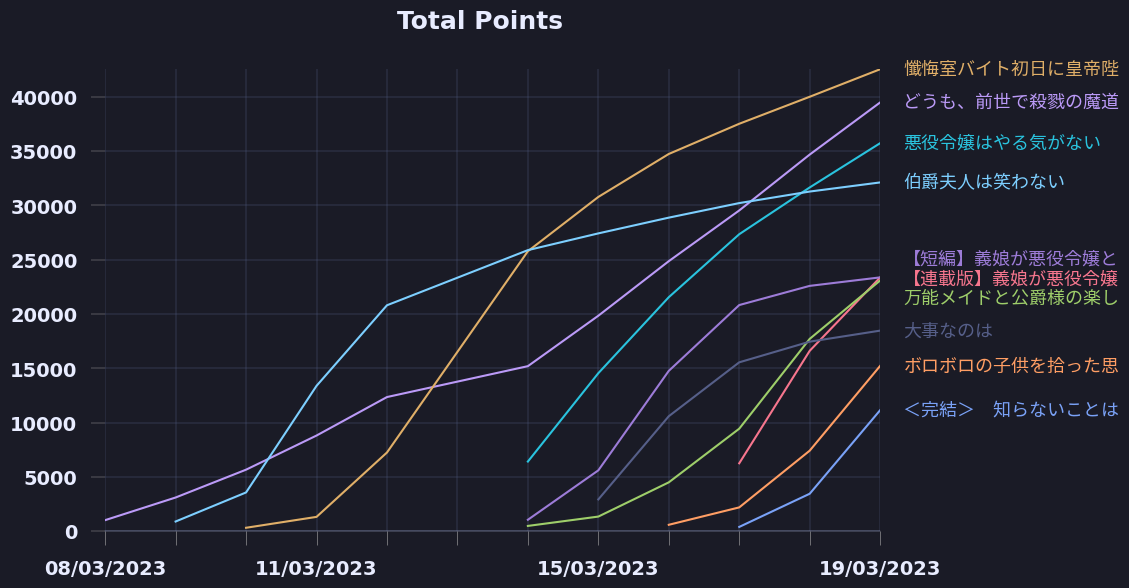 Total Points
40000
35000
30000
25000
20000
15000
10000
5000
0
08/03/2023
11/03/2023
15/03/2023
19/03/2023
懺悔室バイト初日に皇帝陛
どうも、前世で殺戮の魔道
悪役令嬢はやる気がない
伯爵夫人は笑わない
【短編】義娘が悪役令嬢と
【連載版】義娘が悪役令嬢
万能メイドと公爵様の楽し
大事なのは
ボロボロの子供を拾った思
＜完結＞　知らないことは